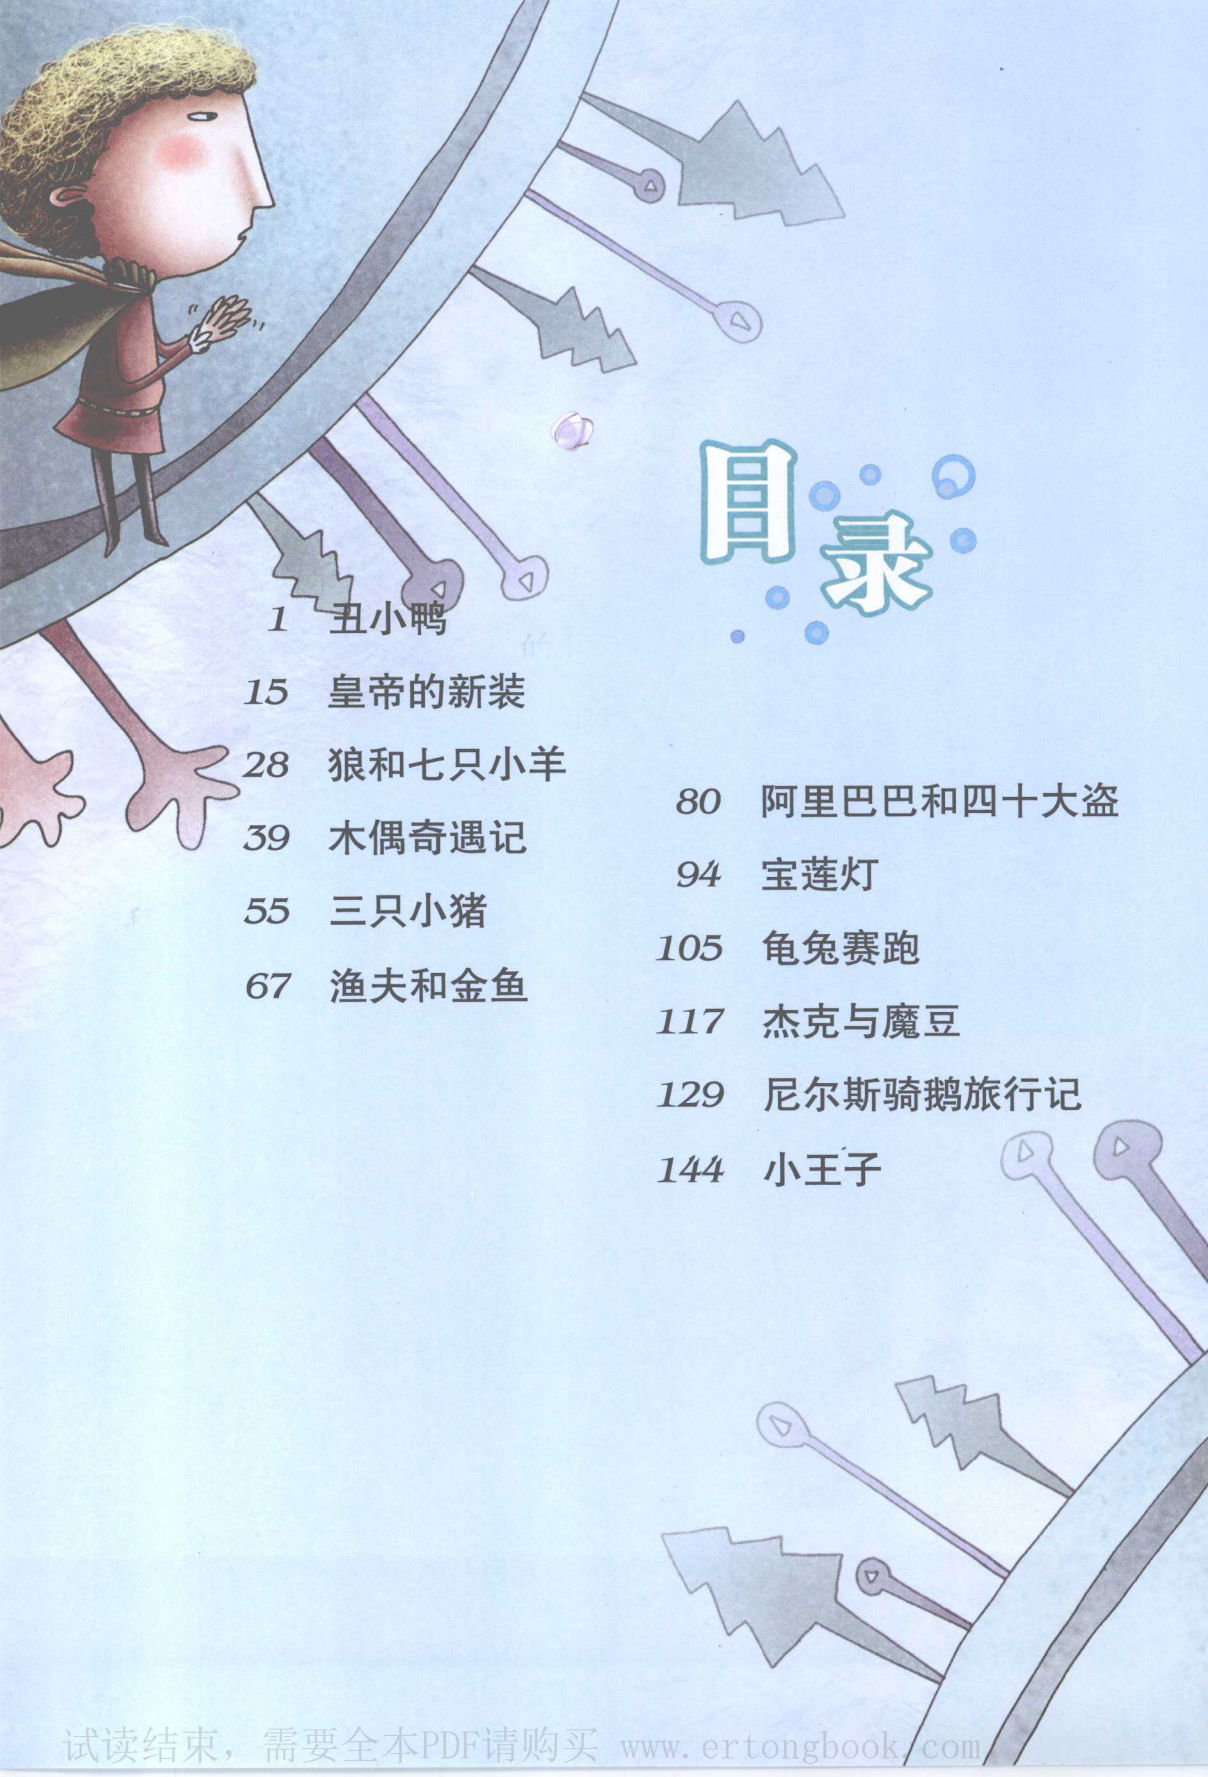 目录
1 丑小鸭
15 皇帝的新装
28 狼和七只小羊
39 木偶奇遇记
55 三只小猪
67 渔夫和金鱼
80 阿里巴巴和四十大盗
94 宝莲灯
105 龟兔赛跑
117 杰克与魔豆
129 尼尔斯骑鹅旅行记
144 小王子
试读结束，需要全本PDF请购买 www.ertongbook.com